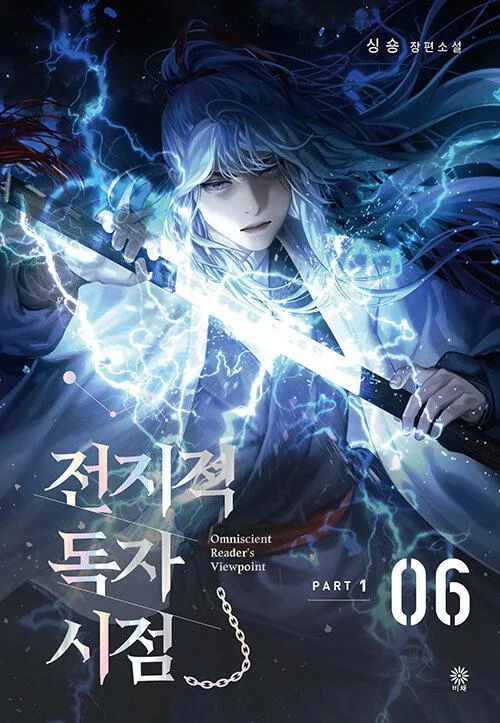 싱숑 장편소설
전지적
독자
시점
Omniscient
Reader's
Viewpoint
PART 1
06
비채